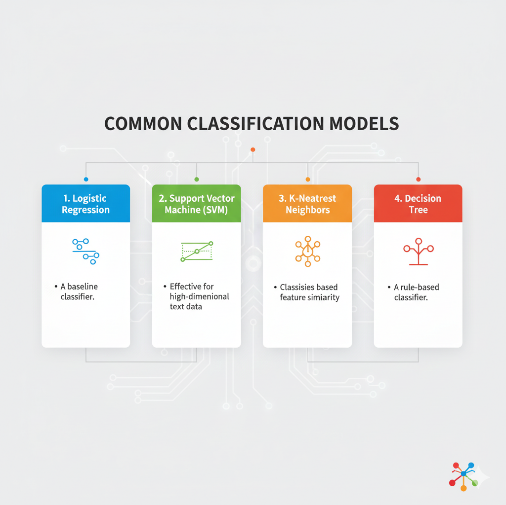 COMMON CLASSIFICATION MODELS
1. Logistic
Regression
• A baseline
classifier.
2. Support Vector
Machine (SVM)
• Effective for
high-dimenional
text data
3. K-Neatrest
Neighbors
• Classisies based
feature simiarity
4. Decision
Tree
• A rule-based
classifier.